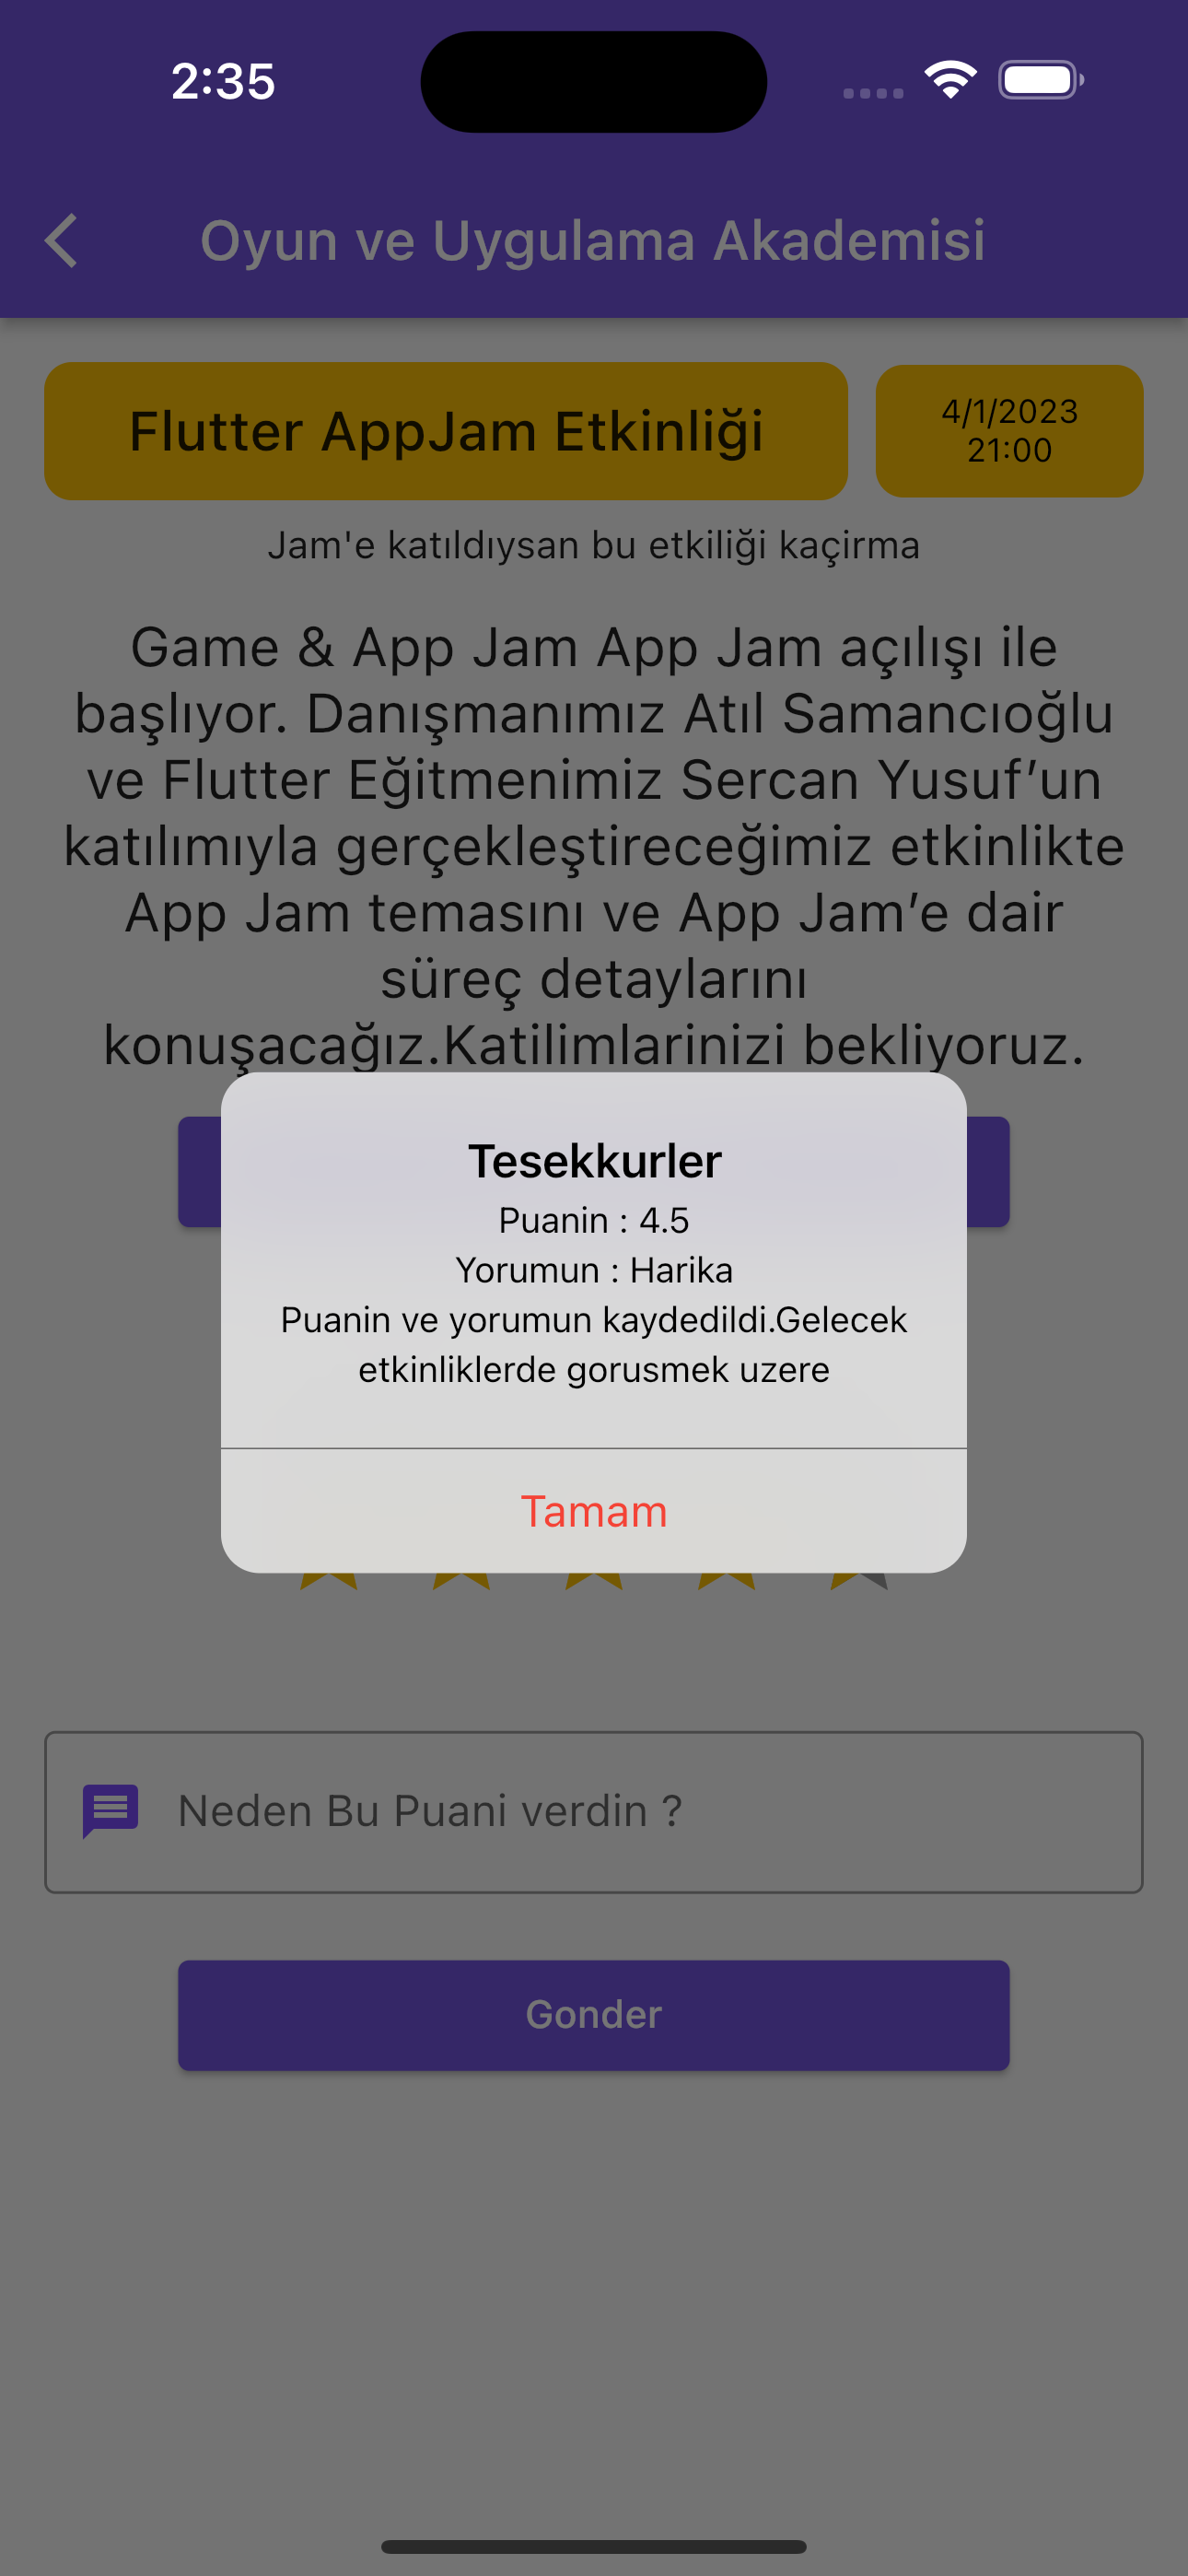 2:35
Oyun ve Uygulama Akademisi
Flutter AppJam Etkinliği
4/1/2023
21:00
Jam'e katıldıysan bu etkiliği kaçirma
Game & App Jam App Jam açılışı ile
başlıyor. Danışmanımız Atıl Samancıoğlu
ve Flutter Eğitmenimiz Sercan Yusuf’un
katılımıyla gerçekleştireceğimiz etkinlikte
App Jam temasını ve App Jam’e dair
süreç detaylarını
konuşacağız.Katilimlarinizi bekliyoruz.
Tesekkurler
Puanin : 4.5
Yorumun : Harika
Puanin ve yorumun kaydedildi.Gelecek
etkinliklerde gorusmek uzere
Tamam
Neden Bu Puani verdin ?
Gonder